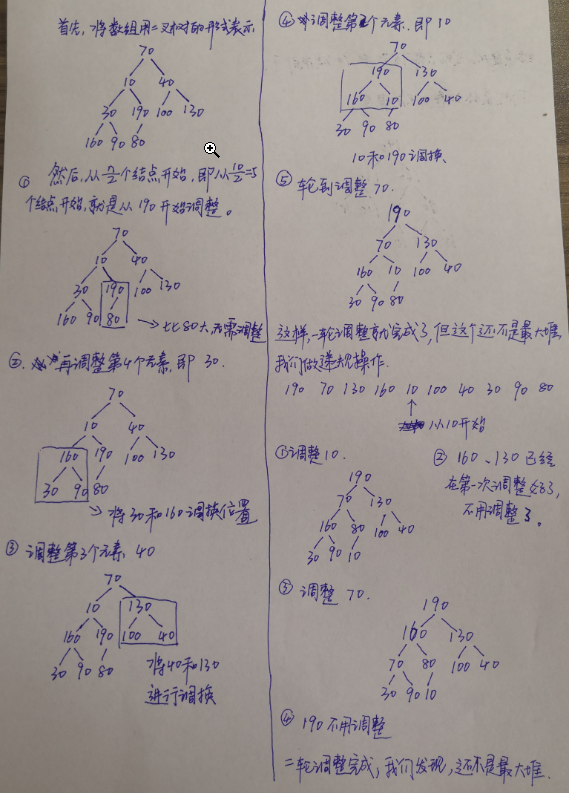 首先，将数组用二叉树的形式表示
70
10 40
30 190 100 130
160 90 80
① 然后，从n/2个结点开始，即从10/2=5
个结点开始，就是从190开始调整。
70
10 40
30 190 100 130
160 90 80
→ 比80大，无需调整
②. 再调整第4个元素，即 30.
70
10 40
160 190 100 130
30 90 80
→ 将30和160调换位置
③ 调整第3个元素 40
70
10 130
160 190 100 40
30 90 80
将40和130
进行调换
④ 调整第2个元素.即10
70
190 130
160 10 100 40
30 90 80
10和190调换
⑤ 轮到调整 70.
190
70 130
160 10 100 40
30 90 80
这样，一轮调整就完成了，但这个还不是最大堆
我们做递规操作.
190 70 130 160 10 100 40 30 90 80
↑
从10开始
①调整10.
190
70 130
160 80 100 40
30 90 10
② 160、130已经
在第一次调整好了，
不用调整了。
③ 调整 70.
190
160 130
70 80 100 40
30 90 10
④ 190不用调整
二轮调整完成，我们发现，还不是最大堆.